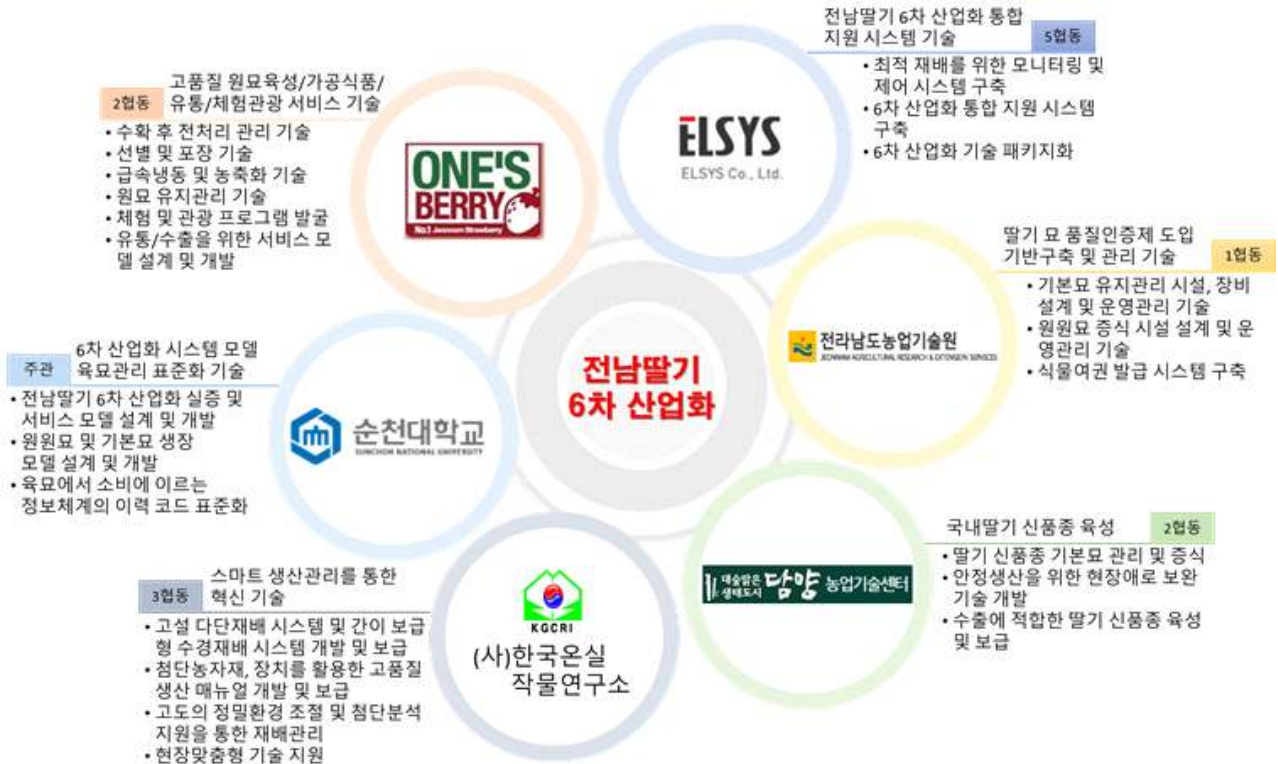 전남딸기 6차 산업화 통합
지원 시스템 기술
5협동
• 최적 재배를 위한 모니터링 및
제어 시스템 구축
• 6차 산업화 통합 지원 시스템
구축
• 6차 산업화 기술 패키지화
ELSYS
ELSYS Co., Ltd.
고품질 원묘육성/가공식품/
유통/체험관광 서비스 기술
2협동
• 수확 후 전처리 관리 기술
• 선별 및 포장 기술
• 급속냉동 및 농축화 기술
• 원묘 유지관리 기술
• 체험 및 관광 프로그램 발굴
• 유통/수출을 위한 서비스 모
델 설계 및 개발
ONE'S
BERRY
No.1 Jeonnam Strawberry
딸기 묘 품질인증제 도입
기반구축 및 관리 기술
1협동
• 기본묘 유지관리 시설, 장비
설계 및 운영관리 기술
• 원원묘 증식 시설 설계 및 운
영관리 기술
• 식물여권 발급 시스템 구축
전라남도농업기술원
JEONNAM AGRICULTURAL RESEARCH & EXTENSION SERVICES
전남딸기
6차 산업화
6차 산업화 시스템 모델
육묘관리 표준화 기술
주관
• 전남딸기 6차 산업화 실증 및
서비스 모델 설계 및 개발
• 원원묘 및 기본묘 생장
모델 설계 및 개발
• 육묘에서 소비에 이르는
정보체계의 이력 코드 표준화
순천대학교
SUNCHON NATIONAL UNIVERSITY
국내딸기 신품종 육성
2협동
• 딸기 신품종 기본묘 관리 및 증식
• 안정생산을 위한 현장애로 보완
기술 개발
• 수출에 적합한 딸기 신품종 육성
및 보급
대숲맑은
생태도시
담양 농업기술센터
스마트 생산관리를 통한
혁신 기술
3협동
• 고설 다단재배 시스템 및 간이 보급
형 수경재배 시스템 개발 및 보급
• 첨단농자재, 장치를 활용한 고품질
생산 매뉴얼 개발 및 보급
• 고도의 정밀환경 조절 및 첨단분석
지원을 통한 재배관리
• 현장맞춤형 기술 지원
KGCRI
(사)한국온실
작물연구소